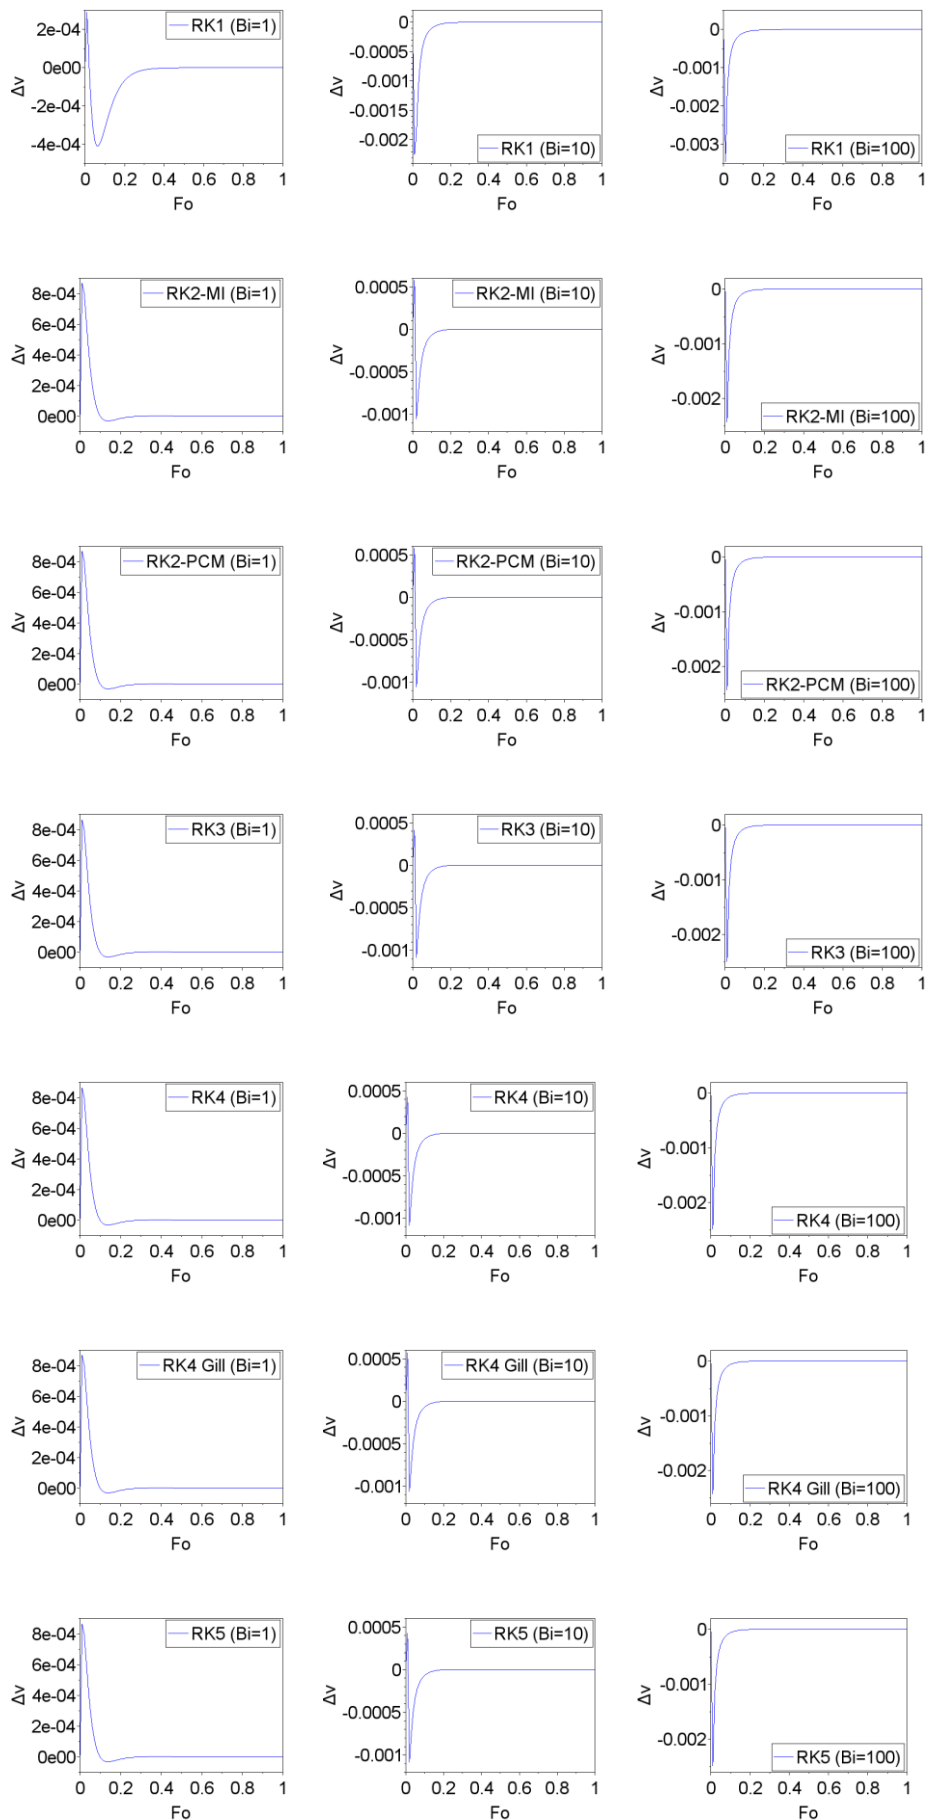 2e-04
0e00
-2e-04
-4e-04
Δv
RK1 (Bi=1)
0 0.2 0.4 0.6 0.8 1
Fo
0
-0.0005
-0.001
-0.0015
-0.002
Δv
RK1 (Bi=10)
0 0.2 0.4 0.6 0.8 1
Fo
0
-0.001
-0.002
-0.003
Δv
RK1 (Bi=100)
0 0.2 0.4 0.6 0.8 1
Fo
8e-04
6e-04
4e-04
2e-04
0e00
Δv
RK2-MI (Bi=1)
0 0.2 0.4 0.6 0.8 1
Fo
0.0005
0
-0.0005
-0.001
Δv
RK2-MI (Bi=10)
0 0.2 0.4 0.6 0.8 1
Fo
0
-0.001
-0.002
Δv
RK2-MI (Bi=100)
0 0.2 0.4 0.6 0.8 1
Fo
8e-04
6e-04
4e-04
2e-04
0e00
Δv
RK2-PCM (Bi=1)
0 0.2 0.4 0.6 0.8 1
Fo
0.0005
0
-0.0005
-0.001
Δv
RK2-PCM (Bi=10)
0 0.2 0.4 0.6 0.8 1
Fo
0
-0.001
-0.002
Δv
RK2-PCM (Bi=100)
0 0.2 0.4 0.6 0.8 1
Fo
8e-04
6e-04
4e-04
2e-04
0e00
Δv
RK3 (Bi=1)
0 0.2 0.4 0.6 0.8 1
Fo
0.0005
0
-0.0005
-0.001
Δv
RK3 (Bi=10)
0 0.2 0.4 0.6 0.8 1
Fo
0
-0.001
-0.002
Δv
RK3 (Bi=100)
0 0.2 0.4 0.6 0.8 1
Fo
8e-04
6e-04
4e-04
2e-04
0e00
Δv
RK4 (Bi=1)
0 0.2 0.4 0.6 0.8 1
Fo
0.0005
0
-0.0005
-0.001
Δv
RK4 (Bi=10)
0 0.2 0.4 0.6 0.8 1
Fo
0
-0.001
-0.002
Δv
RK4 (Bi=100)
0 0.2 0.4 0.6 0.8 1
Fo
8e-04
6e-04
4e-04
2e-04
0e00
Δv
RK4 Gill (Bi=1)
0 0.2 0.4 0.6 0.8 1
Fo
0.0005
0
-0.0005
-0.001
Δv
RK4 Gill (Bi=10)
0 0.2 0.4 0.6 0.8 1
Fo
0
-0.001
-0.002
Δv
RK4 Gill (Bi=100)
0 0.2 0.4 0.6 0.8 1
Fo
8e-04
6e-04
4e-04
2e-04
0e00
Δv
RK5 (Bi=1)
0 0.2 0.4 0.6 0.8 1
Fo
0.0005
0
-0.0005
-0.001
Δv
RK5 (Bi=10)
0 0.2 0.4 0.6 0.8 1
Fo
0
-0.001
-0.002
Δv
RK5 (Bi=100)
0 0.2 0.4 0.6 0.8 1
Fo